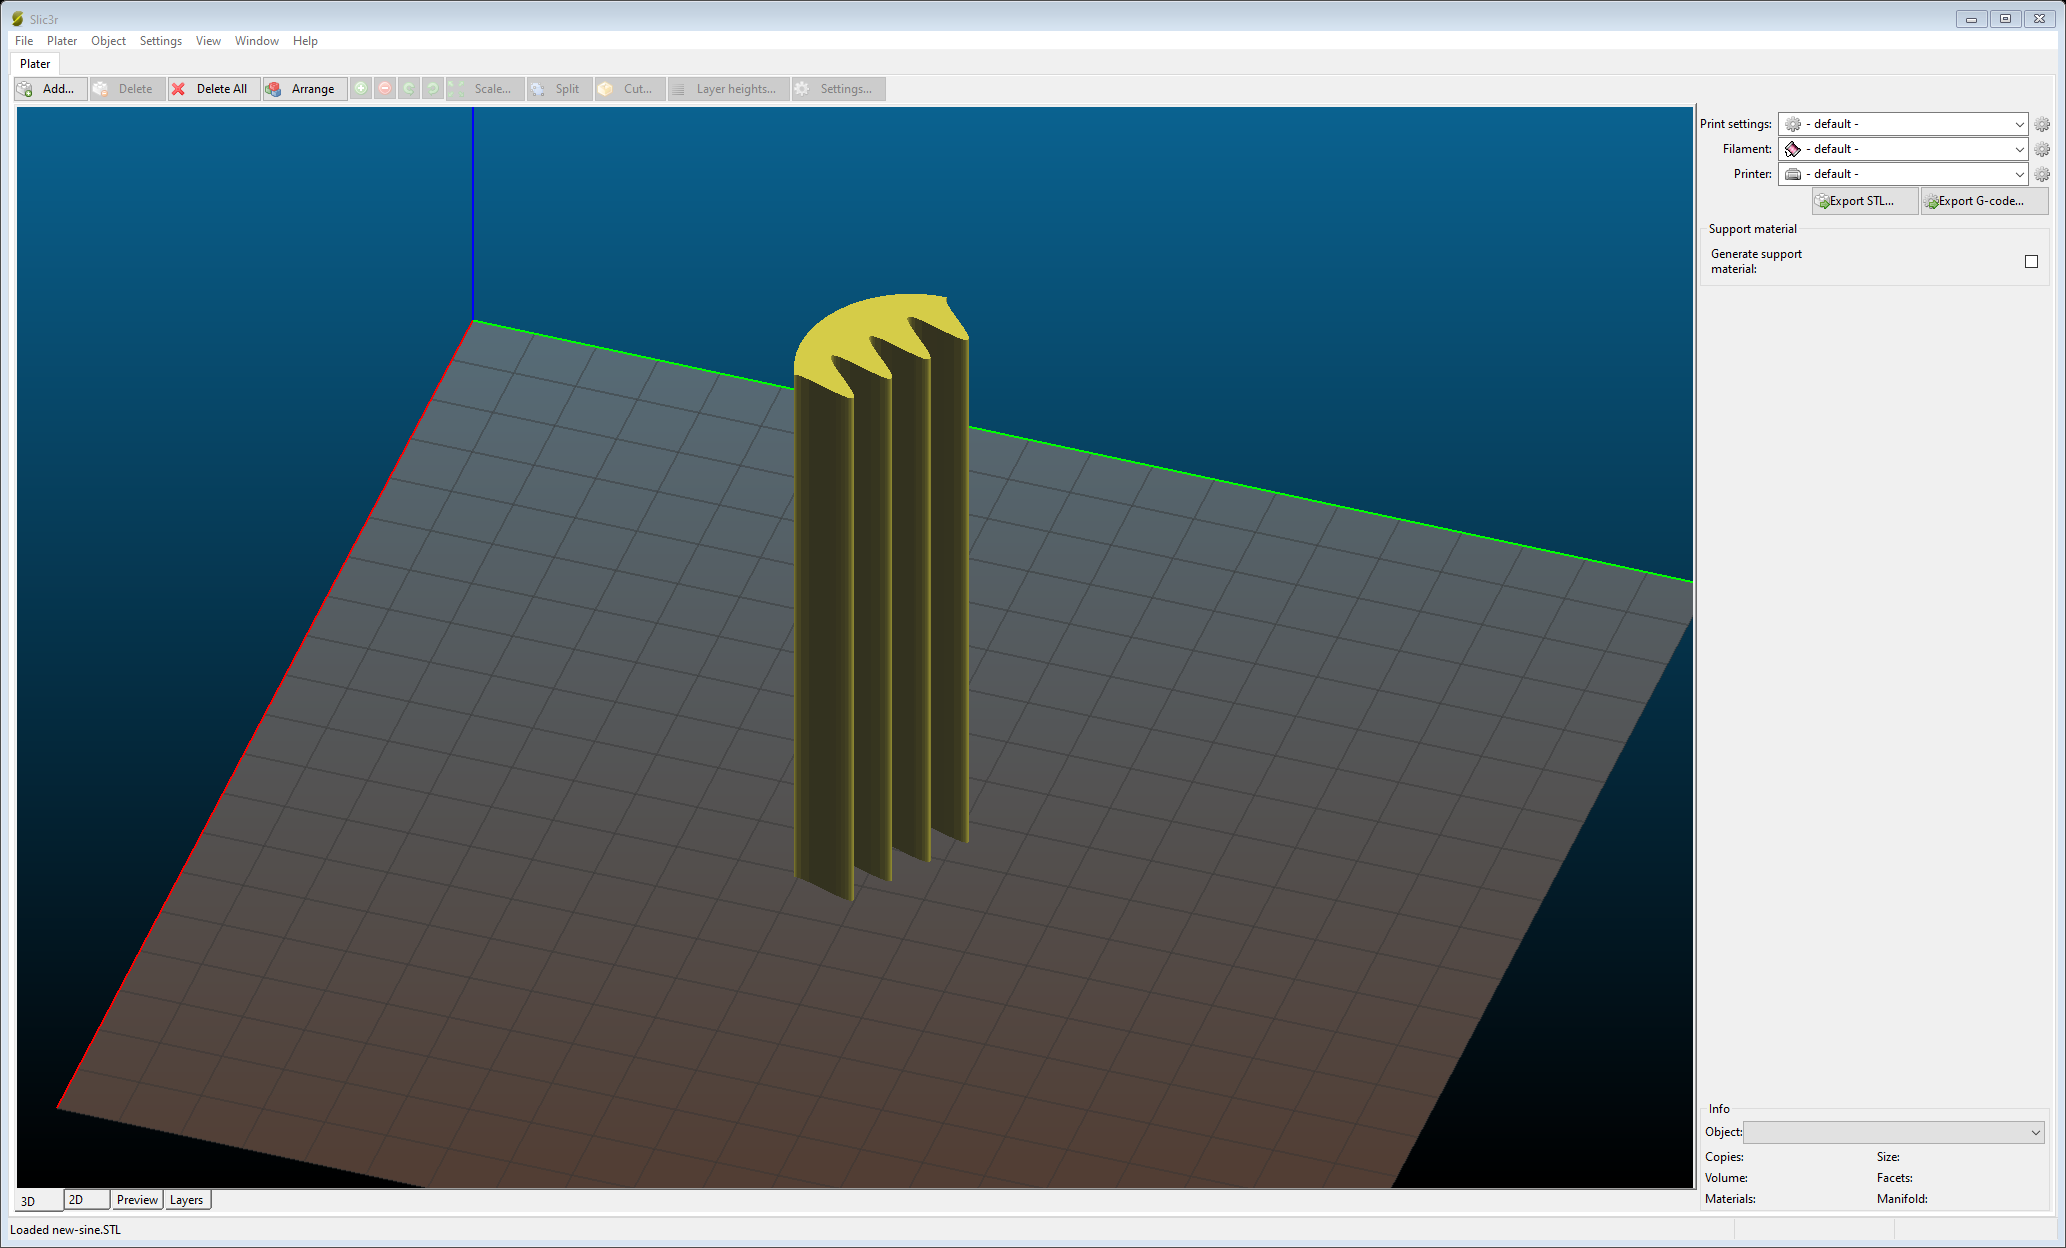 Slic3r
File Plater Object Settings View Window Help
Plater
Add... Delete Delete All Arrange Scale... Split Cut... Layer heights... Settings...
Print settings: - default -
Filament: - default -
Printer: - default -
Export STL... Export G-code...
Support material
Generate support
material:
Info
Object:
Copies: Size:
Volume: Facets:
Materials: Manifold:
3D 2D Preview Layers
Loaded new-sine.STL